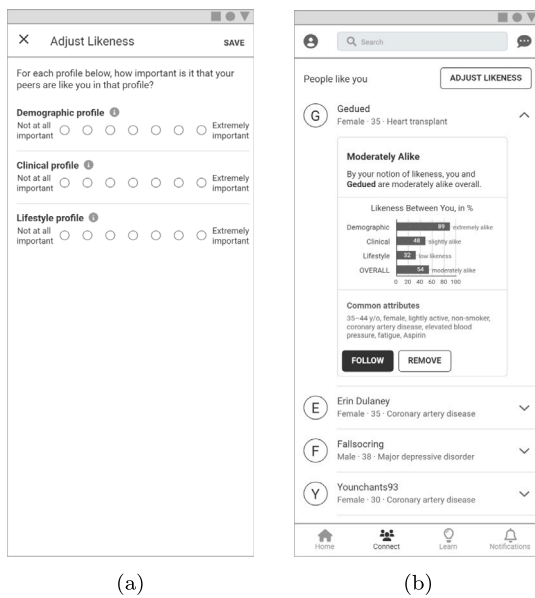 Adjust Likeness
SAVE
For each profile below, how important is it that your
peers are like you in that profile?
Demographic profile
Not at all important
Extremely important
Clinical profile
Not at all important
Extremely important
Lifestyle profile
Not at all important
Extremely important
(a)
Search
People like you
ADJUST LIKENESS
G
Gedued
Female · 35 · Heart transplant
Moderately Alike
By your notion of likeness, you and
Gedued are moderately alike overall.
Likeness Between You, in %
Demographic 89 extremely alike
Clinical 48 slightly alike
Lifestyle 32 low likeness
OVERALL 54 moderately alike
0 20 40 60 80 100
Common attributes
35–44 y/o, female, lightly active, non-smoker,
coronary artery disease, elevated blood
pressure, fatigue, Aspirin
FOLLOW REMOVE
E
Erin Dulaney
Female · 35 · Coronary artery disease
F
Fallsocring
Male · 38 · Major depressive disorder
Y
Younchants93
Female · 30 · Coronary artery disease
Home Connect Learn Notifications
(b)